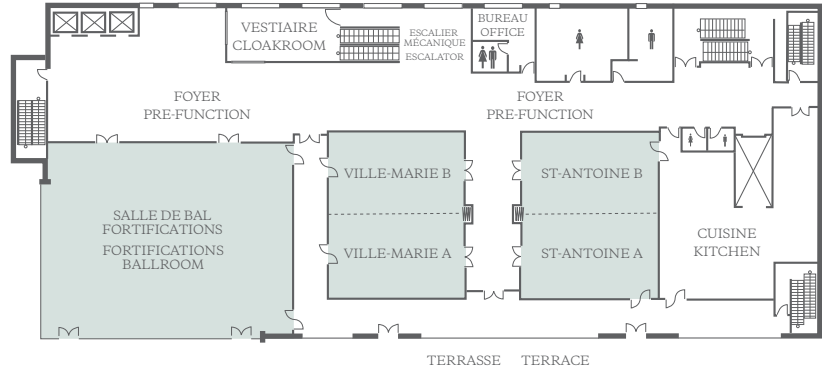 VESTIAIRE
CLOAKROOM
ESCALIER
MÉCANIQUE
ESCALATOR
BUREAU
OFFICE
FOYER
PRE-FUNCTION
FOYER
PRE-FUNCTION
VILLE-MARIE B
ST-ANTOINE B
SALLE DE BAL
FORTIFICATIONS
FORTIFICATIONS
BALLROOM
VILLE-MARIE A
ST-ANTOINE A
CUISINE
KITCHEN
TERRASSE TERRACE